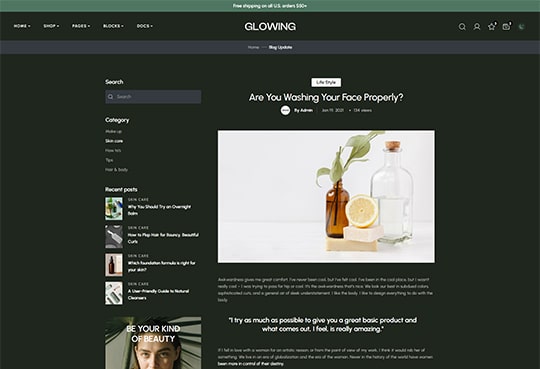 Free shipping on all U.S. orders $50+
HOME
SHOP
PAGES
BLOCKS
DOCS
GLOWING
Home
Blog Update
Search
Search
Category
Make up
Skin care
How to's
Tips
Hair & body
Recent posts
SKIN CARE
Why You Should Try an Overnight
Balm
SKIN CARE
How to Plop Hair for Bouncy, Beautiful
Curls
SKIN CARE
Which Foundation formula is right for
your skin?
SKIN CARE
A User-Friendly Guide to Natural
Cleansers
BE YOUR KIND
OF BEAUTY
Life Style
Are You Washing Your Face Properly?
By Admin
Jan 19. 2021
134 views
Awkwardness gives me great comfort. I've never been cool, but I've felt cool. I've been in the cool place, but I wasn't
really cool - I was trying to pass for hip or cool. It's the awkwardness that's nice. We look our best in subdued colors,
sophisticated cuts, and a general air of sleek understatement. I like the body. I like to design everything to do with the
body.
"I try as much as possible to give you a great basic product and
what comes out, I feel, is really amazing."
If I fell in love with a woman for an artistic reason, or from the point of view of my work, I think it would rob her of
something. We live in an era of globalization and the era of the woman. Never in the history of the world have women
been more in control of their destiny.